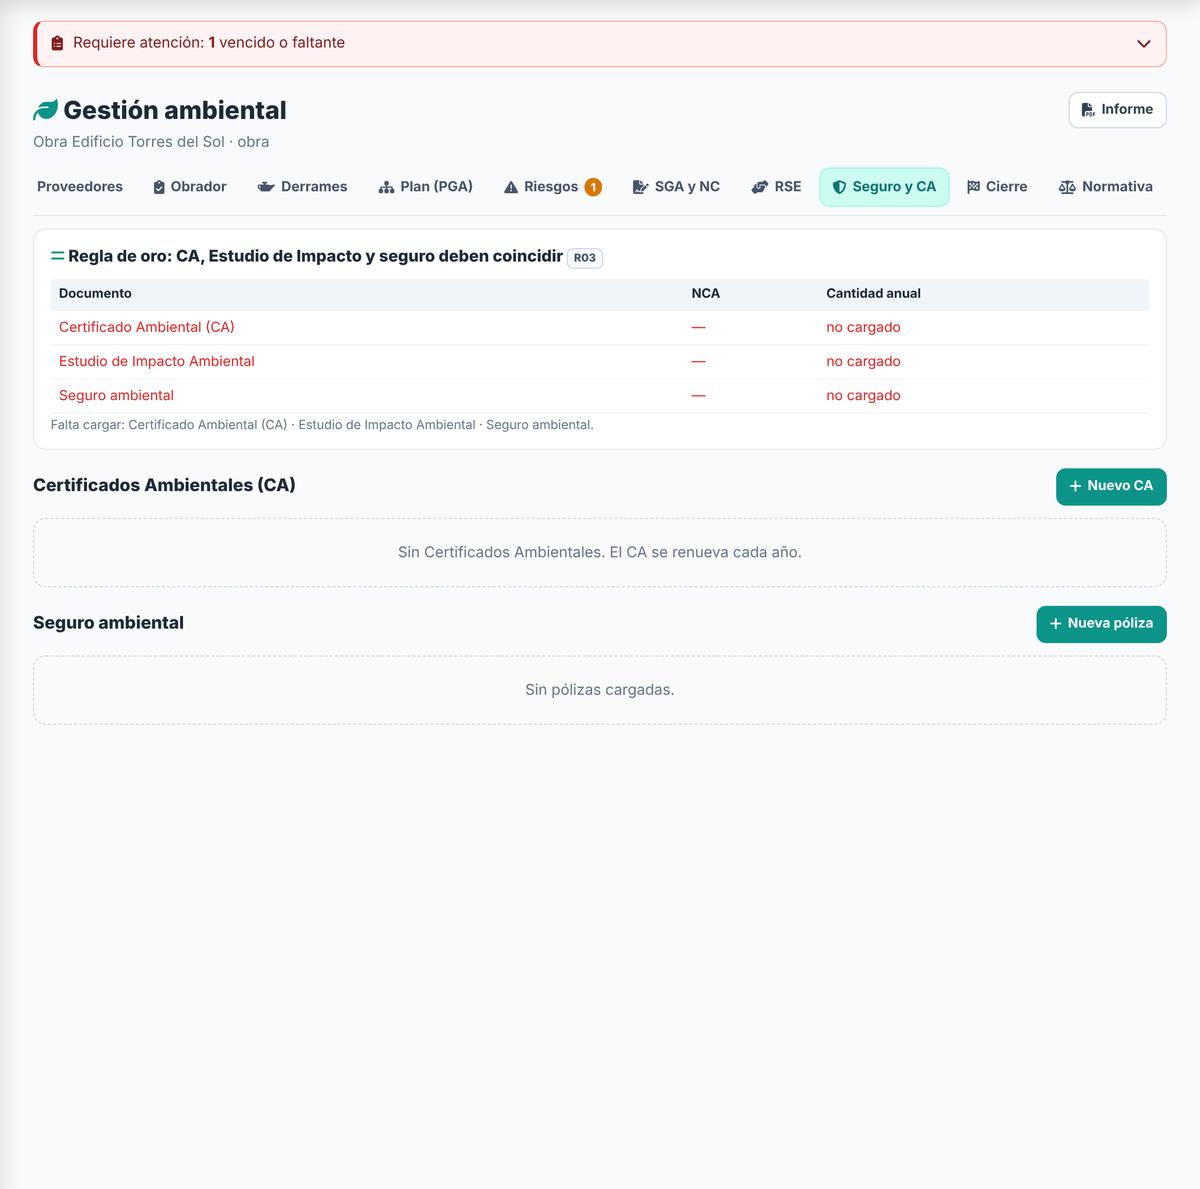 Requiere atención: 1 vencido o faltante
Gestión ambiental
Informe
Obra Edificio Torres del Sol · obra
Proveedores Obrador Derrames Plan (PGA) Riesgos 1 SGA y NC RSE Seguro y CA Cierre Normativa
Regla de oro: CA, Estudio de Impacto y seguro deben coincidir R03
Documento NCA Cantidad anual
Certificado Ambiental (CA) — no cargado
Estudio de Impacto Ambiental — no cargado
Seguro ambiental — no cargado
Falta cargar: Certificado Ambiental (CA) · Estudio de Impacto Ambiental · Seguro ambiental.
Certificados Ambientales (CA)
+ Nuevo CA
Sin Certificados Ambientales. El CA se renueva cada año.
Seguro ambiental
+ Nueva póliza
Sin pólizas cargadas.